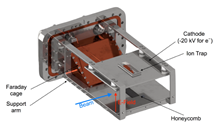 Cathode
(-20 kV for e⁻)
Ion Trap
Faraday
cage
Support
arm
Beam
Honeycomb